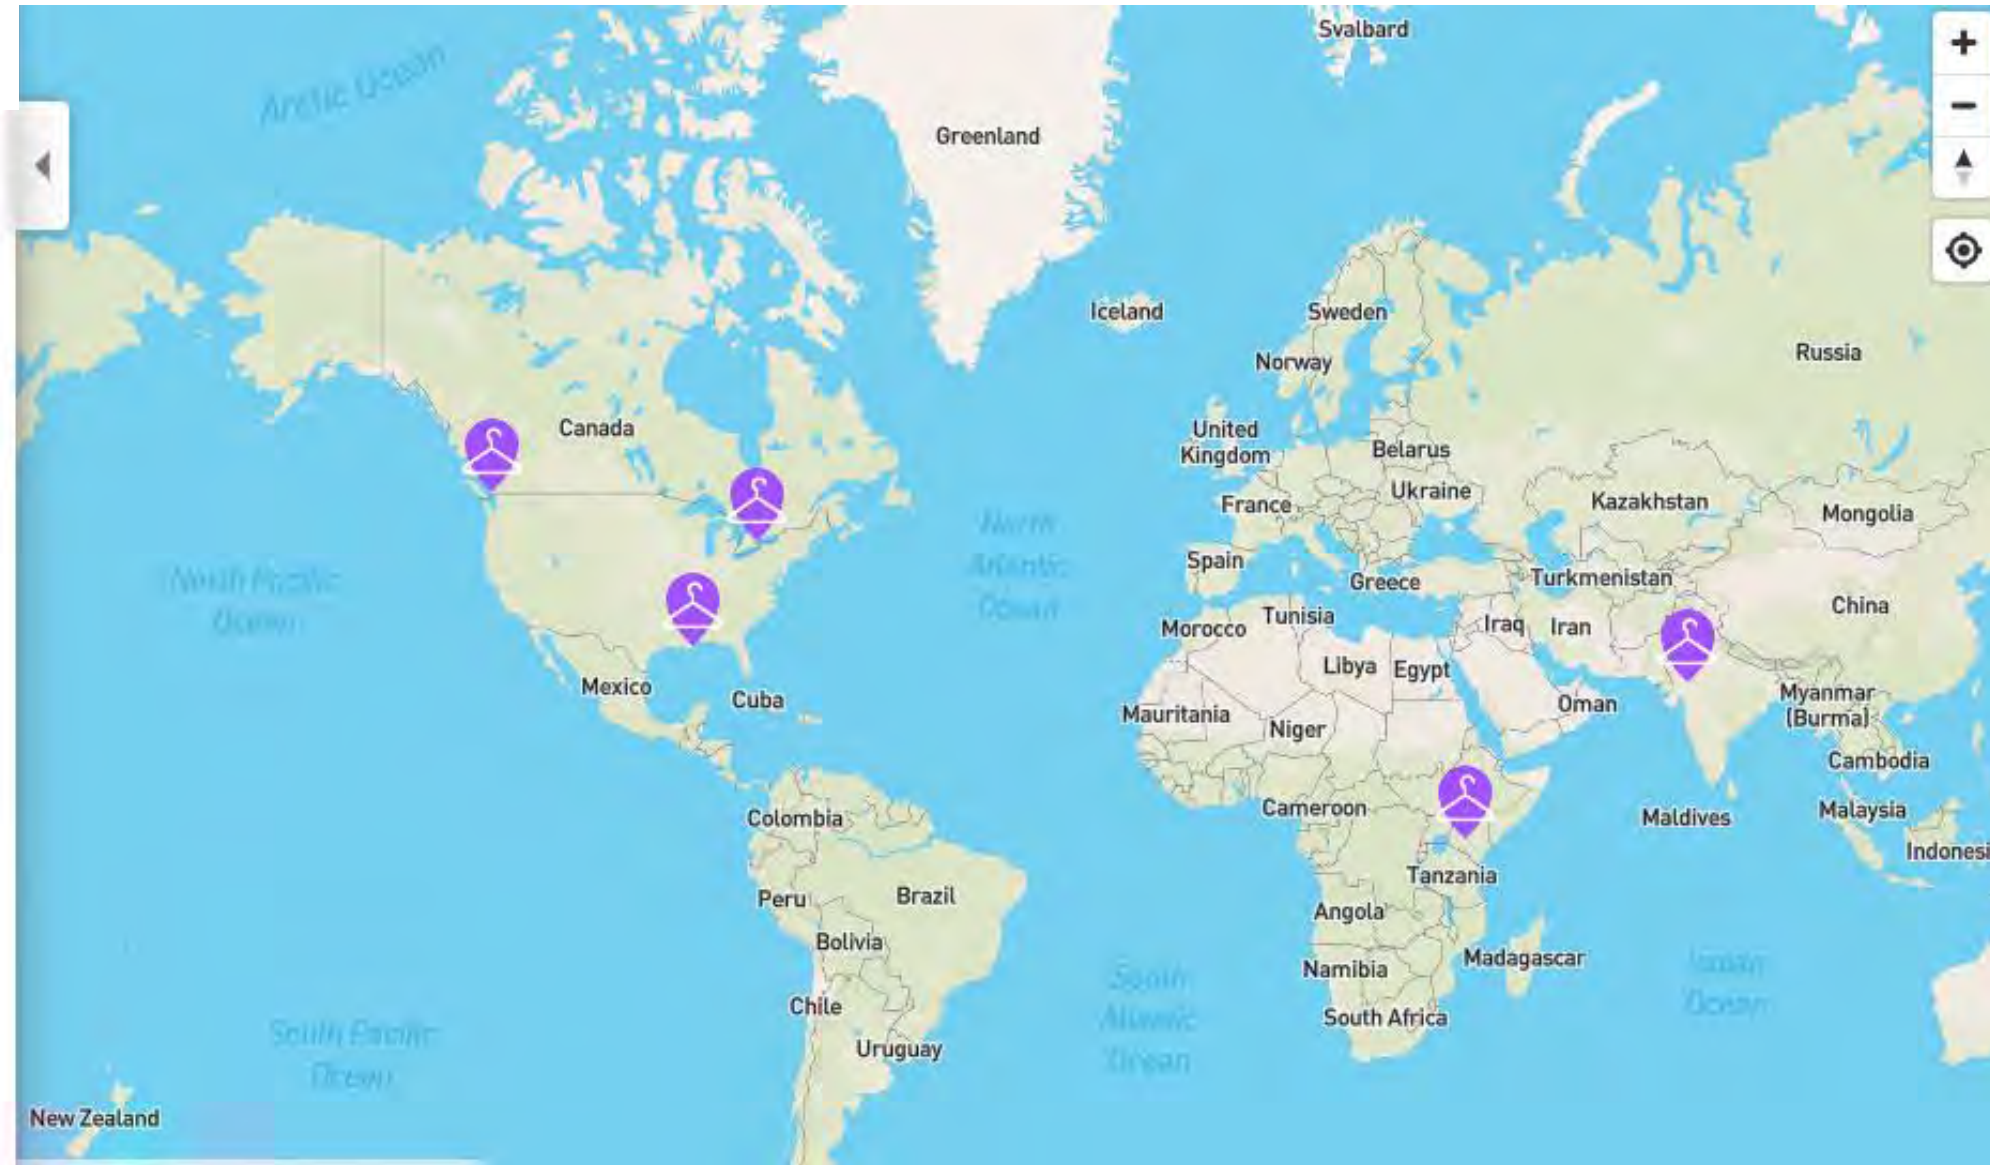 Svalbard
Arctic Ocean
Greenland
Iceland
Sweden
Norway
Russia
Canada
United
Kingdom
Belarus
Ukraine
France
Kazakhstan
Mongolia
North
Atlantic
Ocean
Spain
Greece
Turkmenistan
North Pacific
Ocean
China
Tunisia
Morocco
Iraq
Iran
Libya
Egypt
Mexico
Cuba
Mauritania
Niger
Oman
Myanmar
(Burma)
Cambodia
Colombia
Cameroon
Maldives
Malaysia
Indonesi
Tanzania
Peru
Brazil
Angola
Bolivia
Namibia
Madagascar
Indian
Ocean
South
Atlantic
Ocean
Chile
South Africa
South Pacific
Ocean
Uruguay
New Zealand